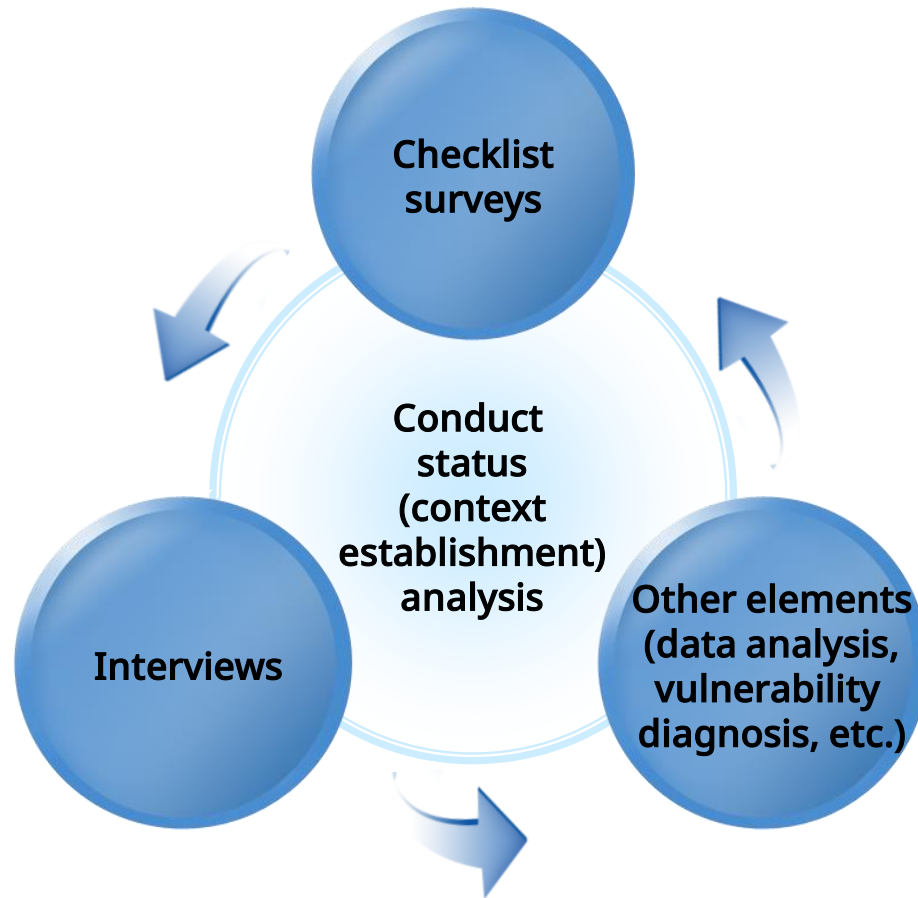 Checklist
surveys
Conduct
status
(context
establishment)
analysis
Interviews
Other elements
(data analysis,
vulnerability
diagnosis, etc.)